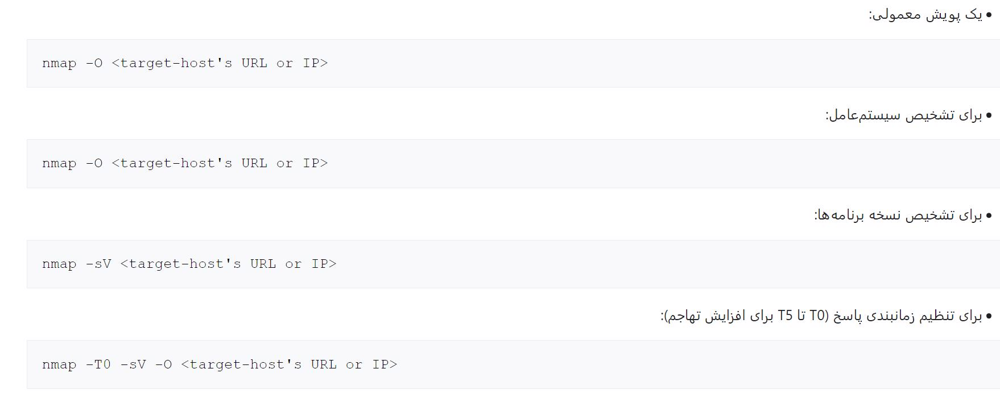 • یک پویش معمولی:
nmap -O <target-host's URL or IP>
• برای تشخیص سیستم‌عامل:
nmap -O <target-host's URL or IP>
• برای تشخیص نسخه برنامه‌ها:
nmap -sV <target-host's URL or IP>
• برای تنظیم زمانبندی پاسخ (T0 تا T5 برای افزایش تهاجم):
nmap -T0 -sV -O <target-host's URL or IP>